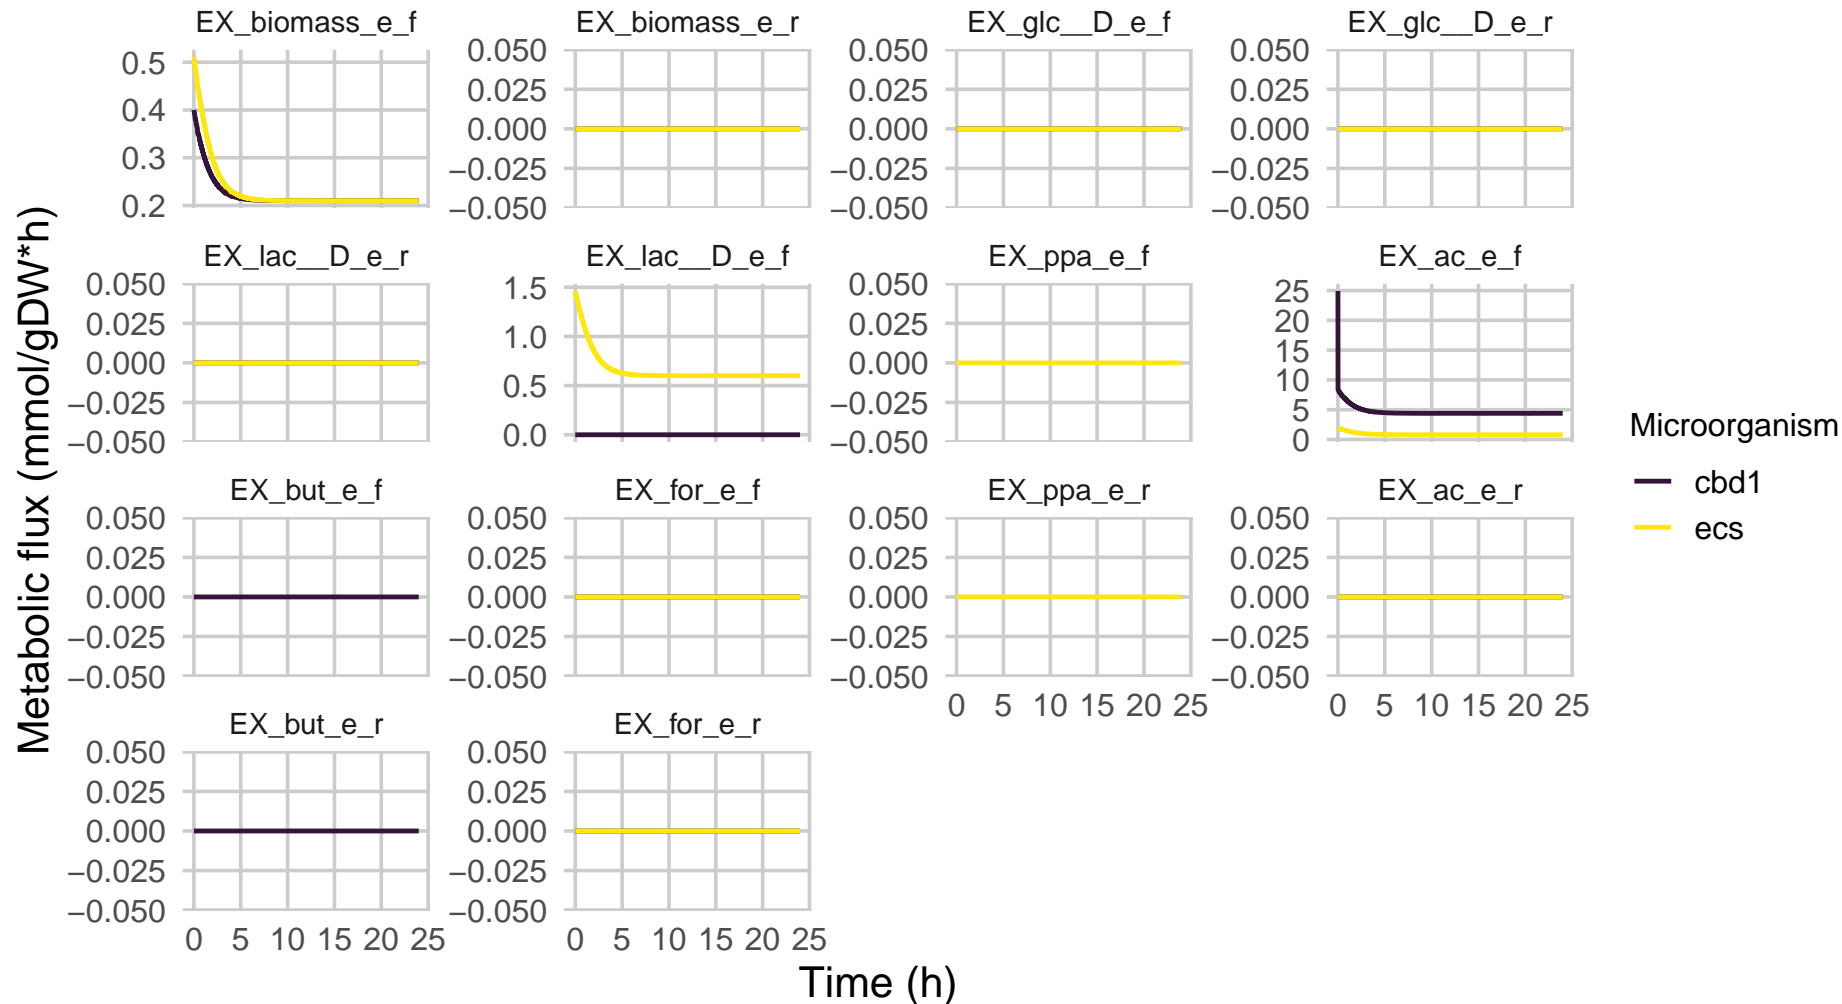 EX_biomass_e_f EX_biomass_e_r EX_glc__D_e_f EX_glc__D_e_r
0.5 0.4 0.3 0.2
0.050 0.025 0.000 −0.025 −0.050
0.050 0.025 0.000 −0.025 −0.050
0.050 0.025 0.000 −0.025 −0.050
EX_lac__D_e_r EX_lac__D_e_f EX_ppa_e_f EX_ac_e_f
0.050 0.025 0.000 −0.025 −0.050
1.5 1.0 0.5 0.0
0.050 0.025 0.000 −0.025 −0.050
25 20 15 10 5 0
EX_but_e_f EX_for_e_f EX_ppa_e_r EX_ac_e_r
0.050 0.025 0.000 −0.025 −0.050
0.050 0.025 0.000 −0.025 −0.050
0.050 0.025 0.000 −0.025 −0.050
0.050 0.025 0.000 −0.025 −0.050
0 5 10 15 20 25
0 5 10 15 20 25
EX_but_e_r EX_for_e_r
0.050 0.025 0.000 −0.025 −0.050
0.050 0.025 0.000 −0.025 −0.050
0 5 10 15 20 25
0 5 10 15 20 25
Time (h)
Metabolic flux (mmol/gDW*h)
Microorganism
cbd1
ecs